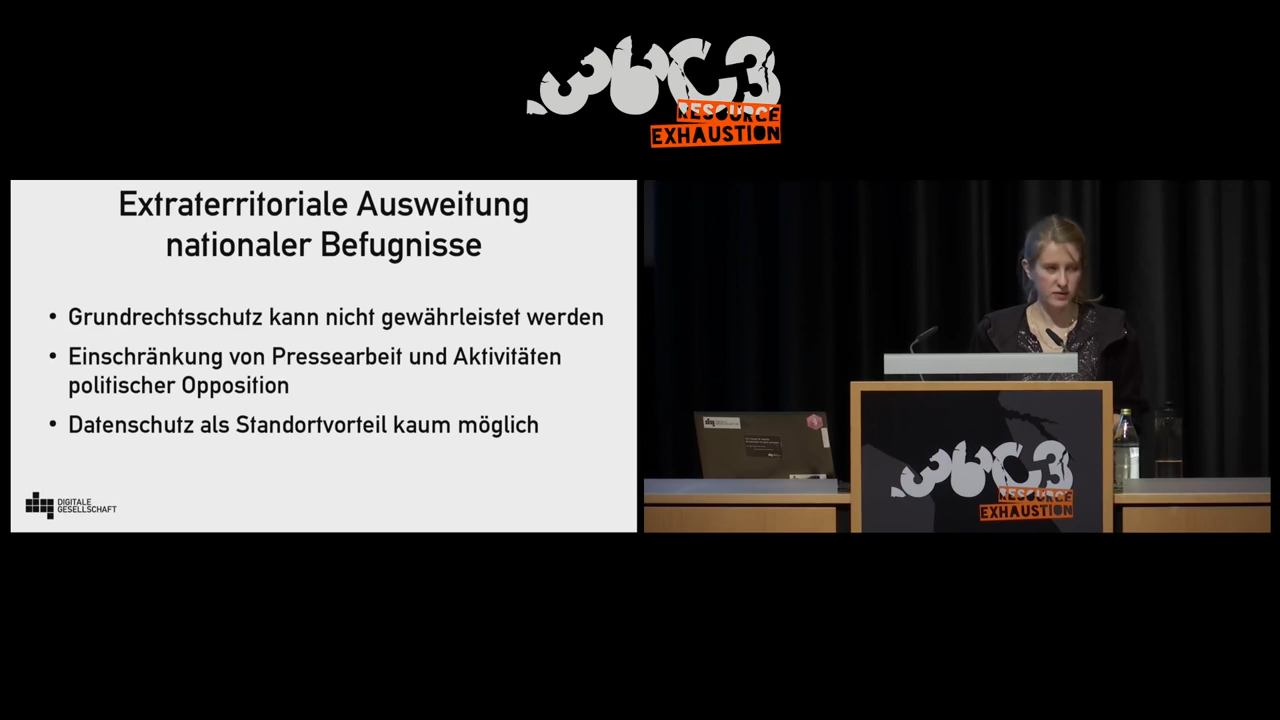 36C3
RESOURCE
EXHAUSTION
Extraterritoriale Ausweitung
nationaler Befugnisse
• Grundrechtsschutz kann nicht gewährleistet werden
• Einschränkung von Pressearbeit und Aktivitäten
politischer Opposition
• Datenschutz als Standortvorteil kaum möglich
DIGITALE
GESELLSCHAFT
36C3
RESOURCE
EXHAUSTION